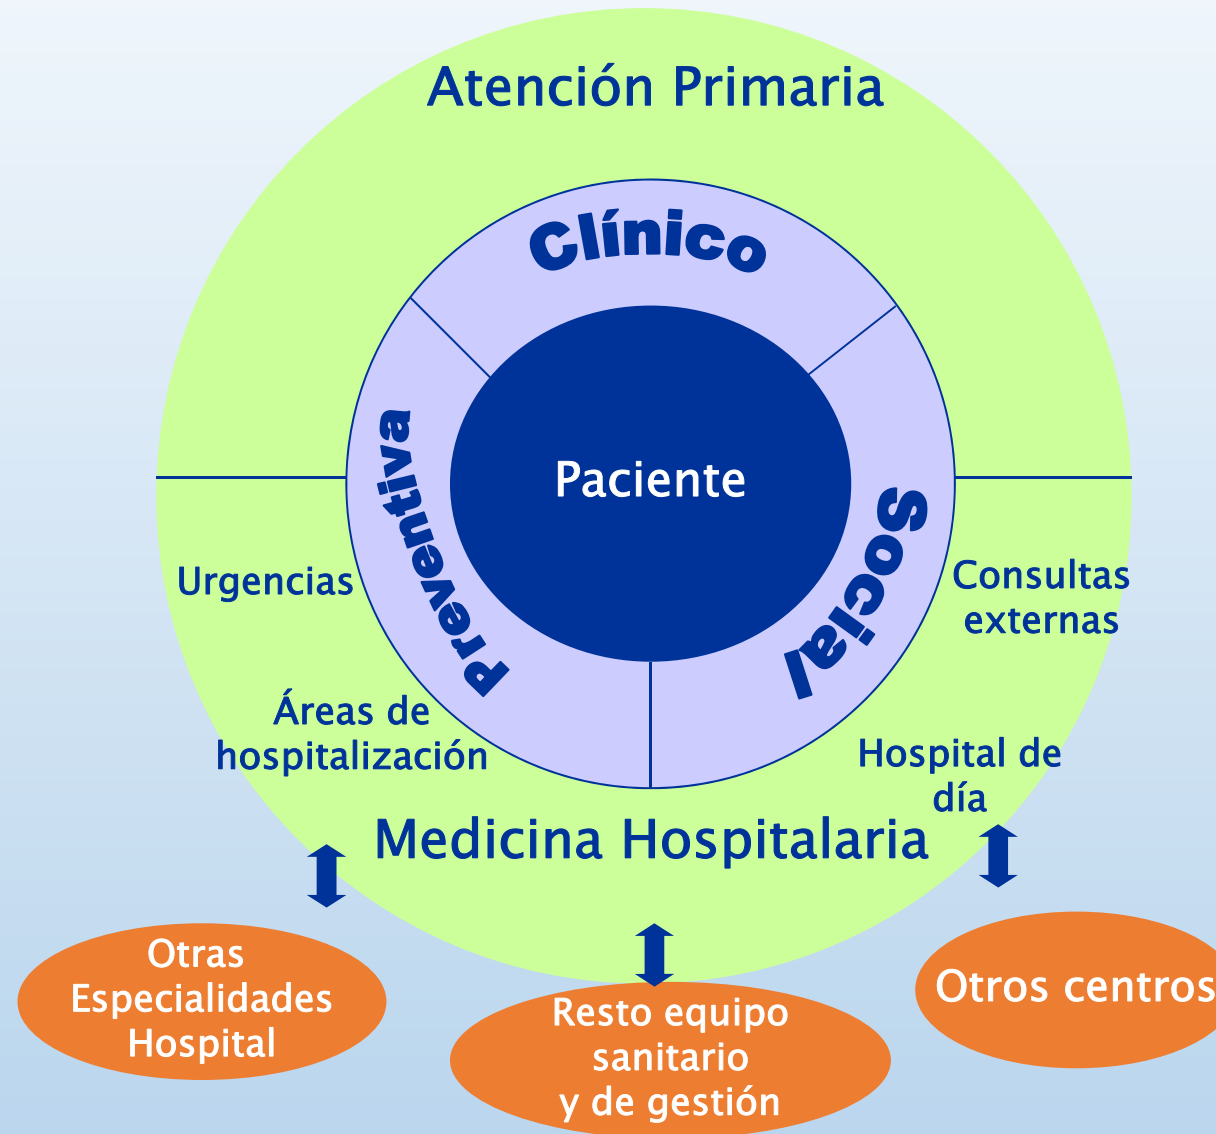 Atención Primaria
Clínico
Preventiva
Paciente
Social
Urgencias
Consultas
externas
Áreas de
hospitalización
Hospital de
día
Medicina Hospitalaria
Otras
Especialidades
Hospital
Resto equipo
sanitario
y de gestión
Otros centros